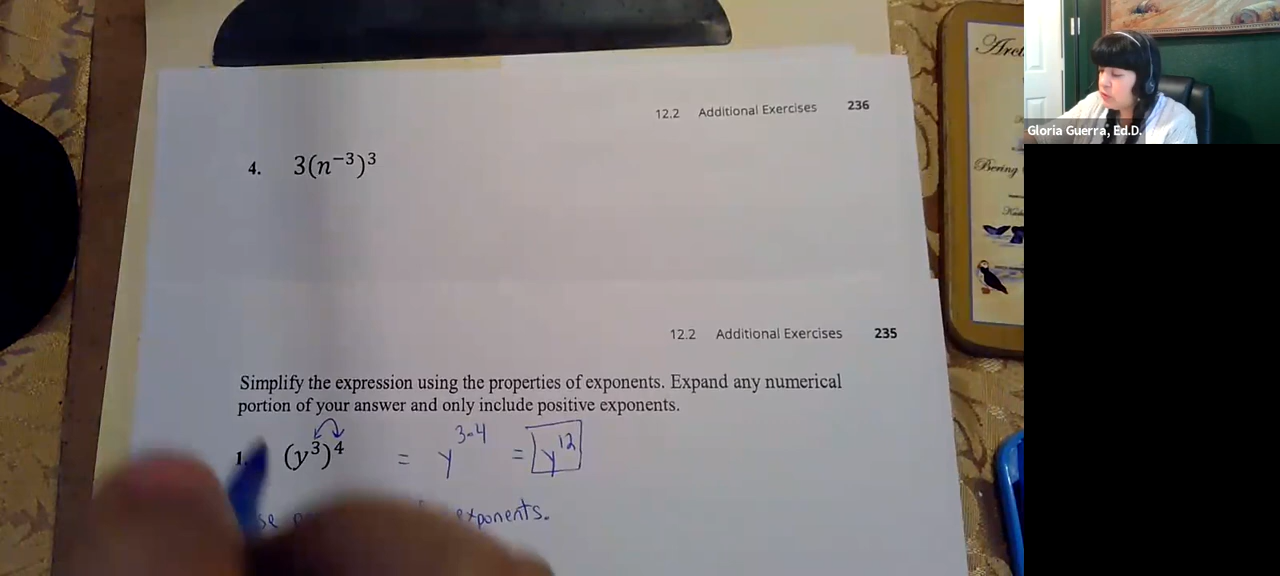 12.2 Additional Exercises 236
4. 3(n⁻³)³
12.2 Additional Exercises 235
Simplify the expression using the properties of exponents. Expand any numerical
portion of your answer and only include positive exponents.
1. (y³)⁴ = y³·⁴ = y¹²
exponents.
Gloria Guerra, Ed.D.
Bering